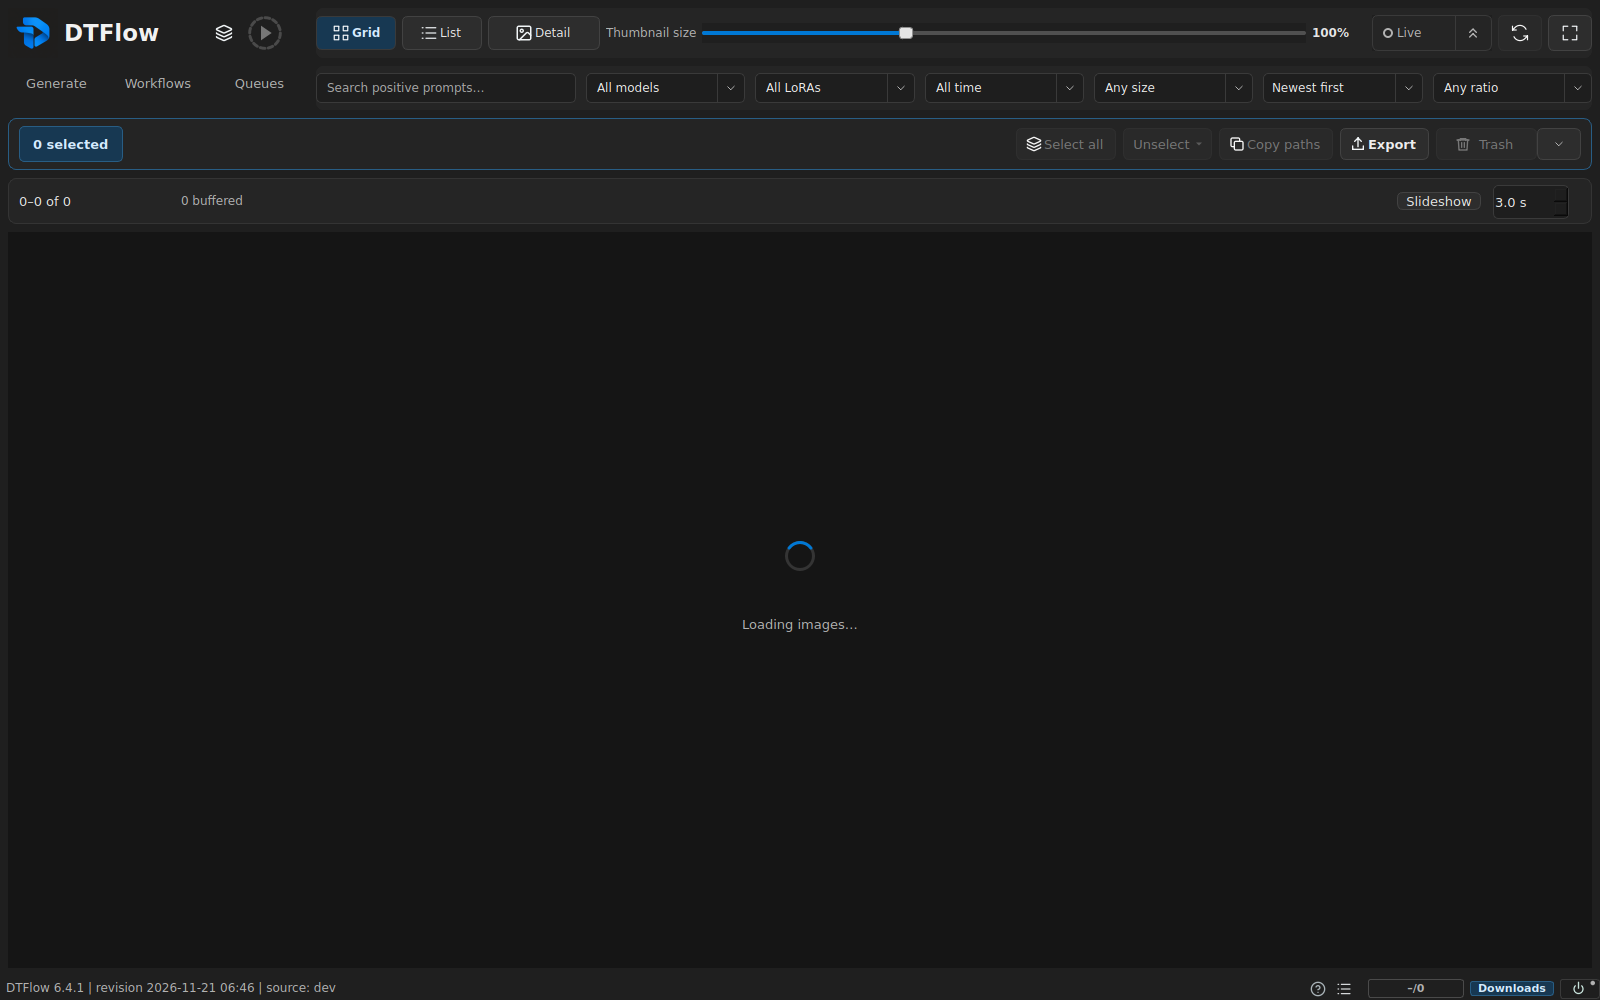 DTFlow
Grid
List
Detail
Thumbnail size
100%
Live
Generate
Workflows
Queues
Search positive prompts...
All models
All LoRAs
All time
Any size
Newest first
Any ratio
0 selected
Select all
Unselect
Copy paths
Export
Trash
0–0 of 0
0 buffered
Slideshow
3.0 s
Loading images...
DTFlow 6.4.1 | revision 2026-11-21 06:46 | source: dev
–/0
Downloads